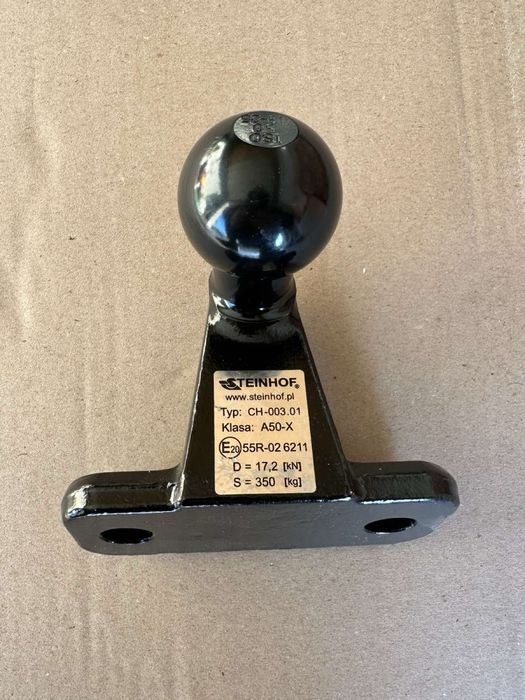 STEINHOF®
www.steinhof.pl
Typ: CH-003.01
Klasa: A50-X
E20 55R-02 6211
D = 17,2 [kN]
S = 350 [kg]